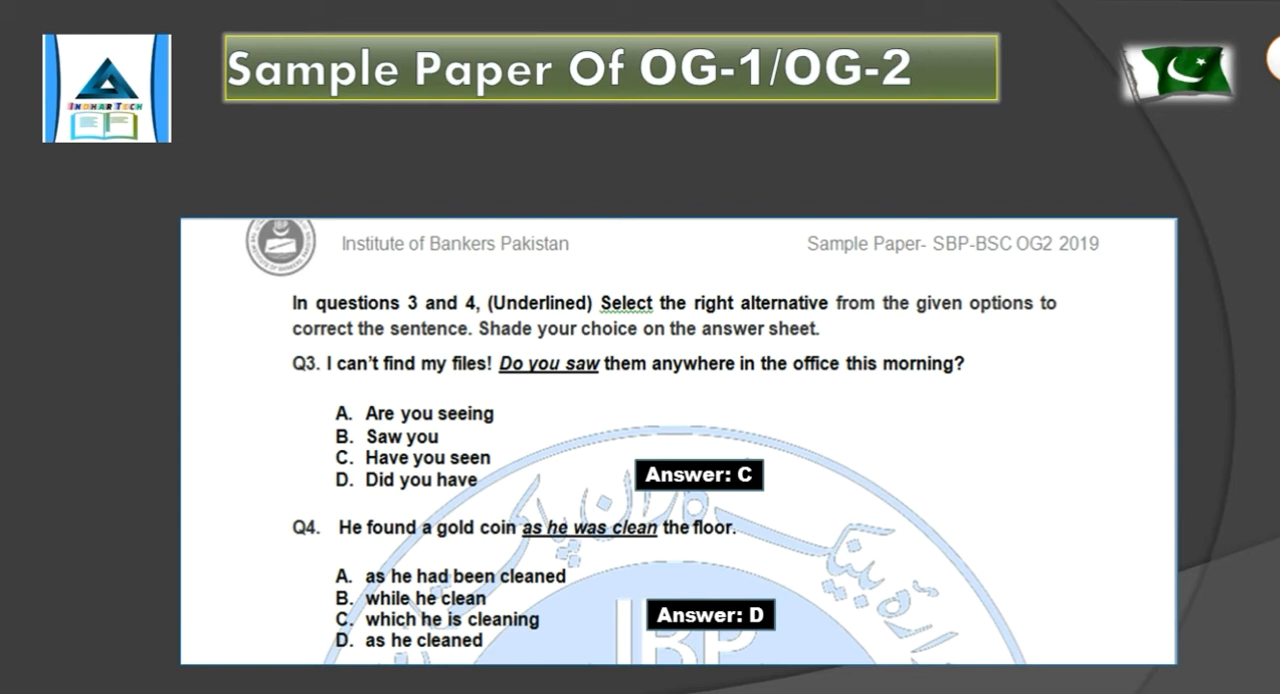 INDHAR TECH
Sample Paper Of OG-1/OG-2
Institute of Bankers Pakistan
Sample Paper- SBP-BSC OG2 2019
In questions 3 and 4, (Underlined) Select the right alternative from the given options to
correct the sentence. Shade your choice on the answer sheet.
Q3. I can't find my files! Do you saw them anywhere in the office this morning?
A. Are you seeing
B. Saw you
C. Have you seen
D. Did you have
Answer: C
Q4. He found a gold coin as he was clean the floor.
A. as he had been cleaned
B. while he clean
C. which he is cleaning
D. as he cleaned
Answer: D
IBP